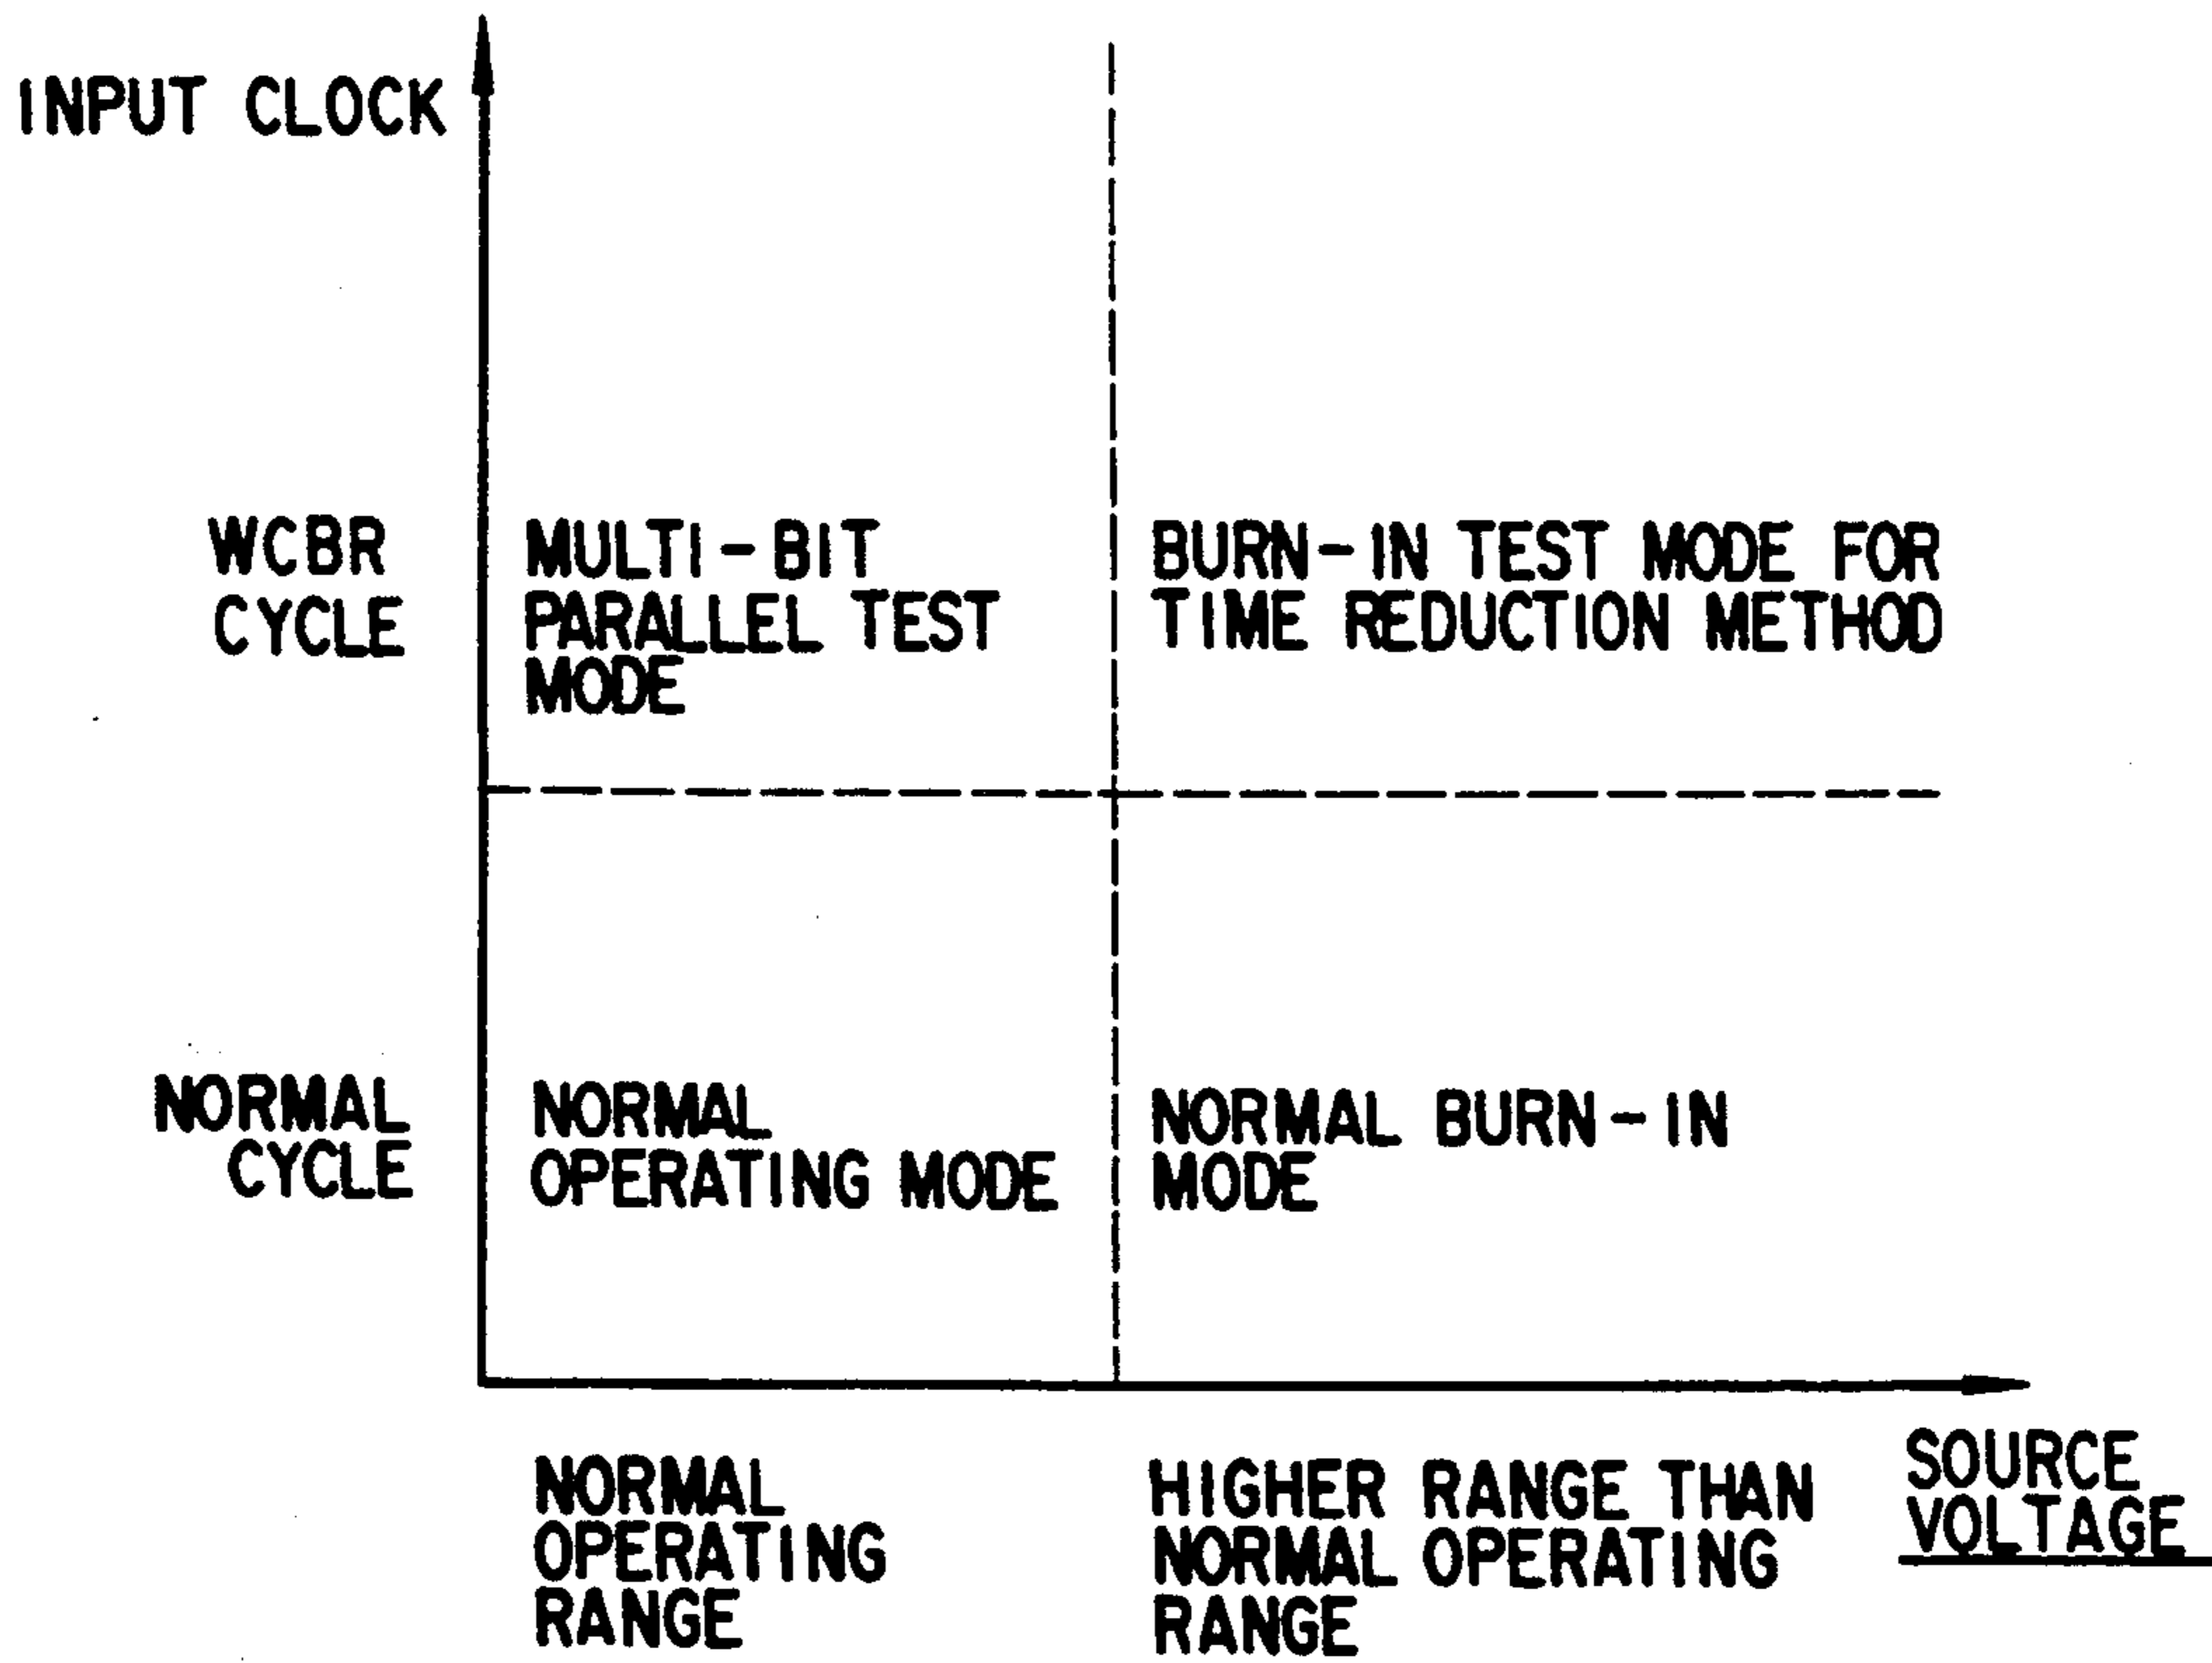 INPUT CLOCK
WCBR
CYCLE
MULTI-BIT
PARALLEL TEST
MODE
BURN-IN TEST MODE FOR
TIME REDUCTION METHOD
NORMAL
CYCLE
NORMAL
OPERATING MODE
NORMAL BURN-IN
MODE
NORMAL
OPERATING
RANGE
HIGHER RANGE THAN
NORMAL OPERATING
RANGE
SOURCE
VOLTAGE